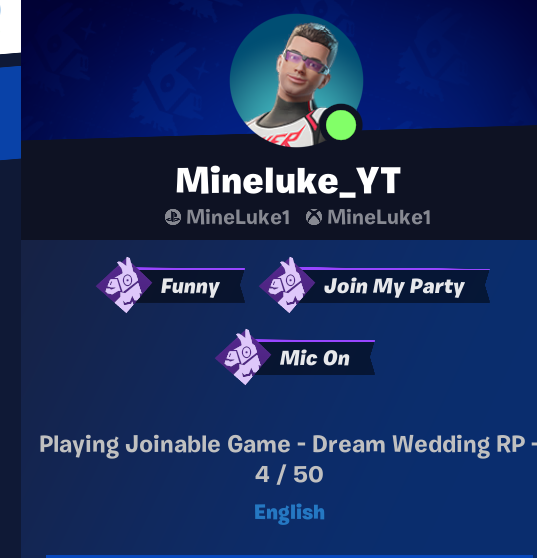 Mineluke_YT
MineLuke1 MineLuke1
Funny
Join My Party
Mic On
Playing Joinable Game - Dream Wedding RP -
4 / 50
English